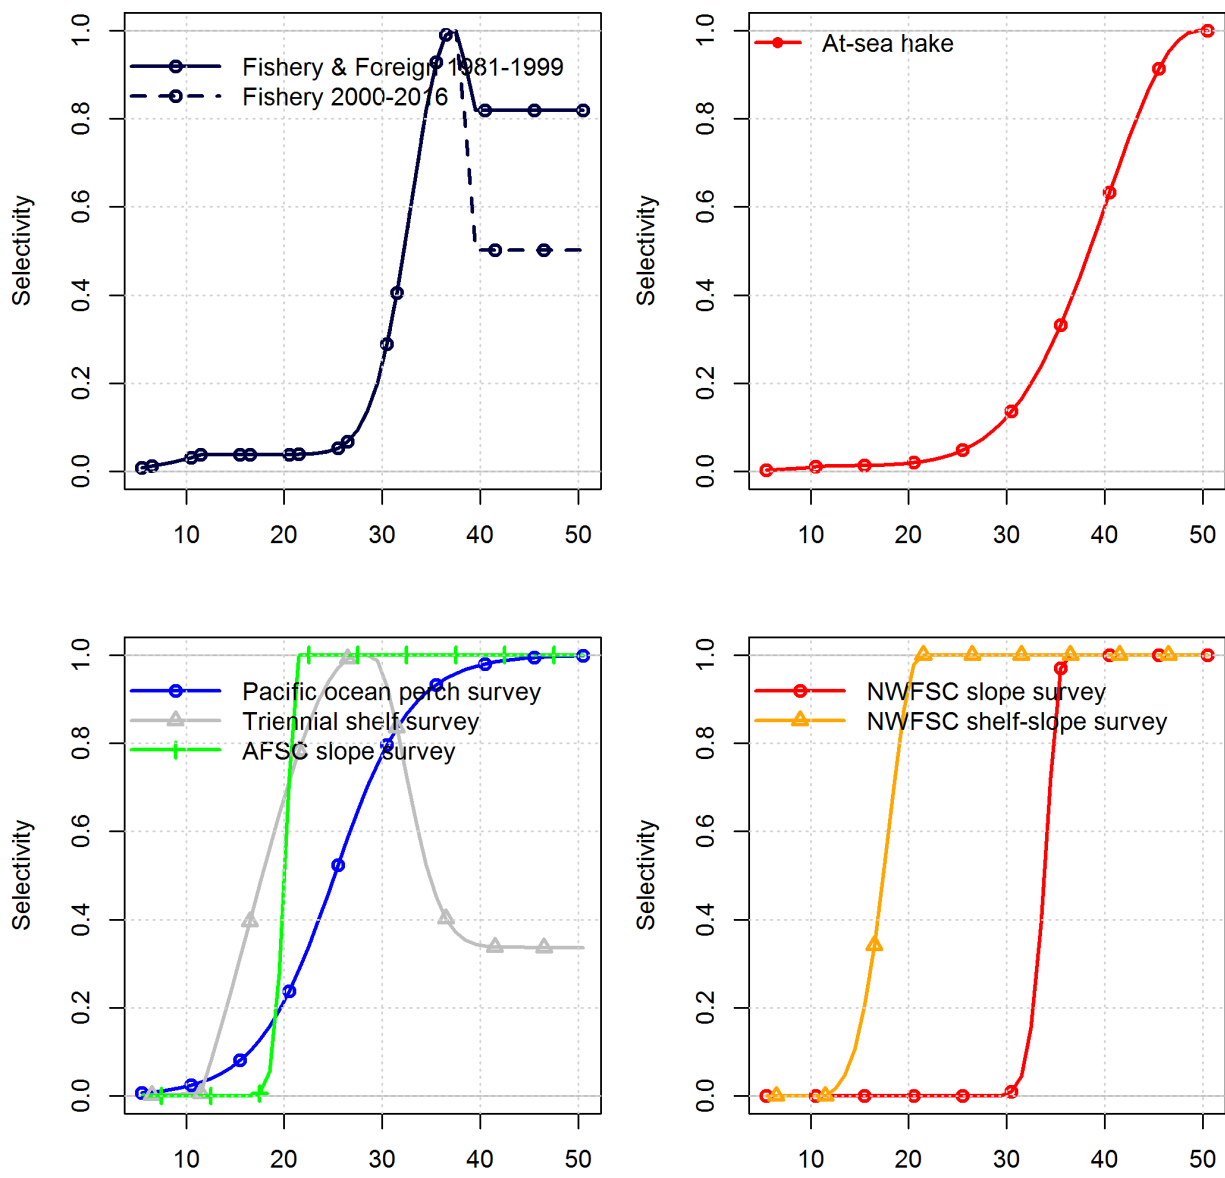 Selectivity
0.0 0.2 0.4 0.6 0.8 1.0
Fishery & Foreign 1981-1999
Fishery 2000-2016
10 20 30 40 50
Selectivity
0.0 0.2 0.4 0.6 0.8 1.0
At-sea hake
10 20 30 40 50
Selectivity
0.0 0.2 0.4 0.6 0.8 1.0
Pacific ocean perch survey
Triennial shelf survey
AFSC slope survey
10 20 30 40 50
Selectivity
0.0 0.2 0.4 0.6 0.8 1.0
NWFSC slope survey
NWFSC shelf-slope survey
10 20 30 40 50